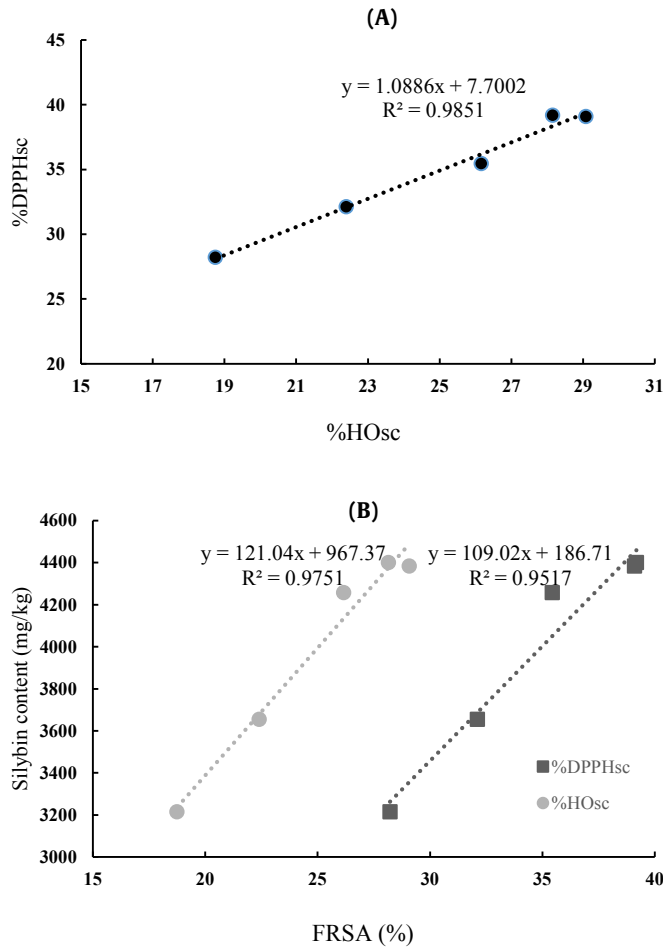 (A)
y = 1.0886x + 7.7002
R² = 0.9851
%DPPHsc
45
40
35
30
25
20
15 17 19 21 23 25 27 29 31
%HOsc
(B)
y = 121.04x + 967.37 y = 109.02x + 186.71
R² = 0.9751 R² = 0.9517
Silybin content (mg/kg)
4600
4400
4200
4000
3800
3600
3400
3200
3000
%DPPHsc
%HOsc
15 20 25 30 35 40
FRSA (%)